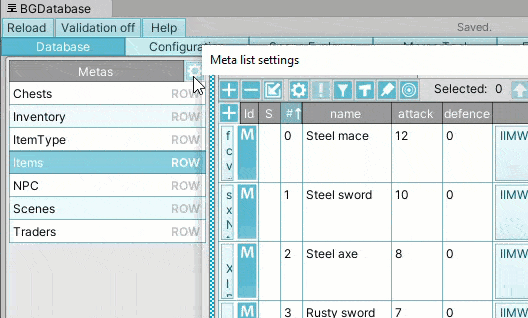 BGDatabase
Reload Validation off Help Saved.
Database
Metas
Meta list settings
Selected: 0
Id S # name attack defence
Chests ROW
Inventory ROW
ItemType ROW
Items ROW
NPC ROW
Scenes ROW
Traders ROW
M 0 Steel mace 12 0
M 1 Steel sword 10 0
M 2 Steel axe 8 0
M 3 Rusty sword 7 0